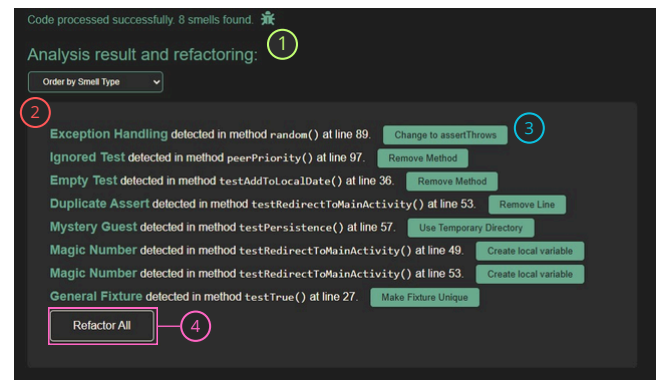 Code processed successfully. 8 smells found.
1
Analysis result and refactoring:
Order by Smell Type
2
Exception Handling detected in method random() at line 89. Change to assertThrows
3
Ignored Test detected in method peerPriority() at line 97. Remove Method
Empty Test detected in method testAddToLocalDate() at line 36. Remove Method
Duplicate Assert detected in method testRedirectToMainActivity() at line 53. Remove Line
Mystery Guest detected in method testPersistence() at line 57. Use Temporary Directory
Magic Number detected in method testRedirectToMainActivity() at line 49. Create local variable
Magic Number detected in method testRedirectToMainActivity() at line 53. Create local variable
General Fixture detected in method testTrue() at line 27. Make Fixture Unique
Refactor All
4